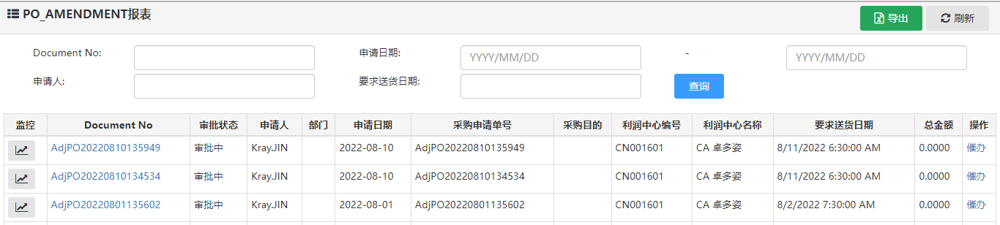 PO_AMENDMENT报表
导出 刷新
Document No: 申请日期: YYYY/MM/DD - YYYY/MM/DD
申请人: 要求送货日期: 查询
监控 Document No 审批状态 申请人 部门 申请日期 采购申请单号 采购目的 利润中心编号 利润中心名称 要求送货日期 总金额 操作
AdjPO20220810135949 审批中 Kray.JIN 2022-08-10 AdjPO20220810135949 CN001601 CA 卓多姿 8/11/2022 6:30:00 AM 0.0000 催办
AdjPO20220810134534 审批中 Kray.JIN 2022-08-10 AdjPO20220810134534 CN001601 CA 卓多姿 8/11/2022 6:30:00 AM 0.0000 催办
AdjPO20220801135602 审批中 Kray.JIN 2022-08-01 AdjPO20220801135602 CN001601 CA 卓多姿 8/2/2022 7:30:00 AM 0.0000 催办